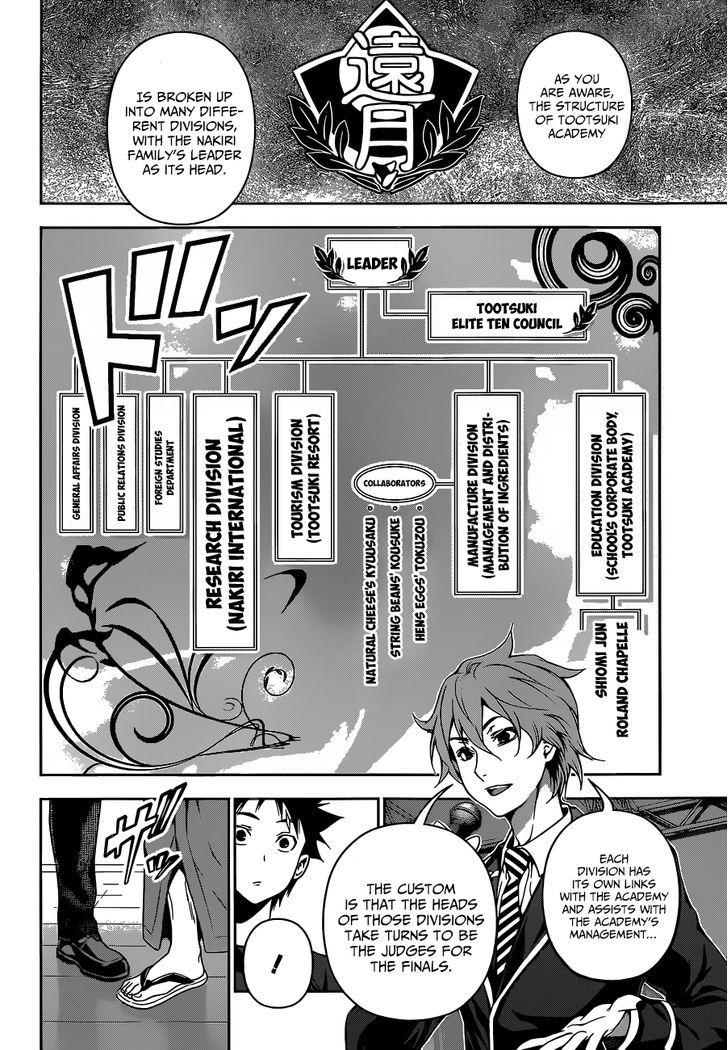 AS YOU
ARE AWARE,
THE STRUCTURE
OF TOOTSUKI
ACADEMY
遠月
IS BROKEN UP
INTO MANY DIFFE-
RENT DIVISIONS,
WITH THE NAKIRI
FAMILY'S LEADER
AS ITS HEAD.
ドドン
LEADER
TOOTSUKI
ELITE TEN COUNCIL
GENERAL AFFAIRS DIVISION
PUBLIC RELATIONS DIVISION
FOREIGN STUDIES
DEPARTMENT
RESEARCH DIVISION
(NAKIRI INTERNATIONAL)
TOURISM DIVISION
(TOOTSUKI RESORT)
COLLABORATORS
NATURAL CHEESE'S KYUUSAKU
STRING BEANS' KOUSUKE
HENS EGGS' TOKUZOU
MANUFACTURE DIVISION
(MANAGEMENT AND DISTRI-
BUTION OF INGREDIENTS)
EDUCATION DIVISION
(SCHOOL'S CORPORATE BODY,
TOOTSUKI ACADEMY)
SHIOMI JUN
ROLAND CHAPELLE
EACH
DIVISION HAS
ITS OWN LINKS
WITH THE ACADEMY
AND ASSISTS WITH
THE ACADEMY'S
MANAGEMENT...
THE CUSTOM
IS THAT THE HEADS
OF THOSE DIVISIONS
TAKE TURNS TO BE
THE JUDGES FOR
THE FINALS.
!